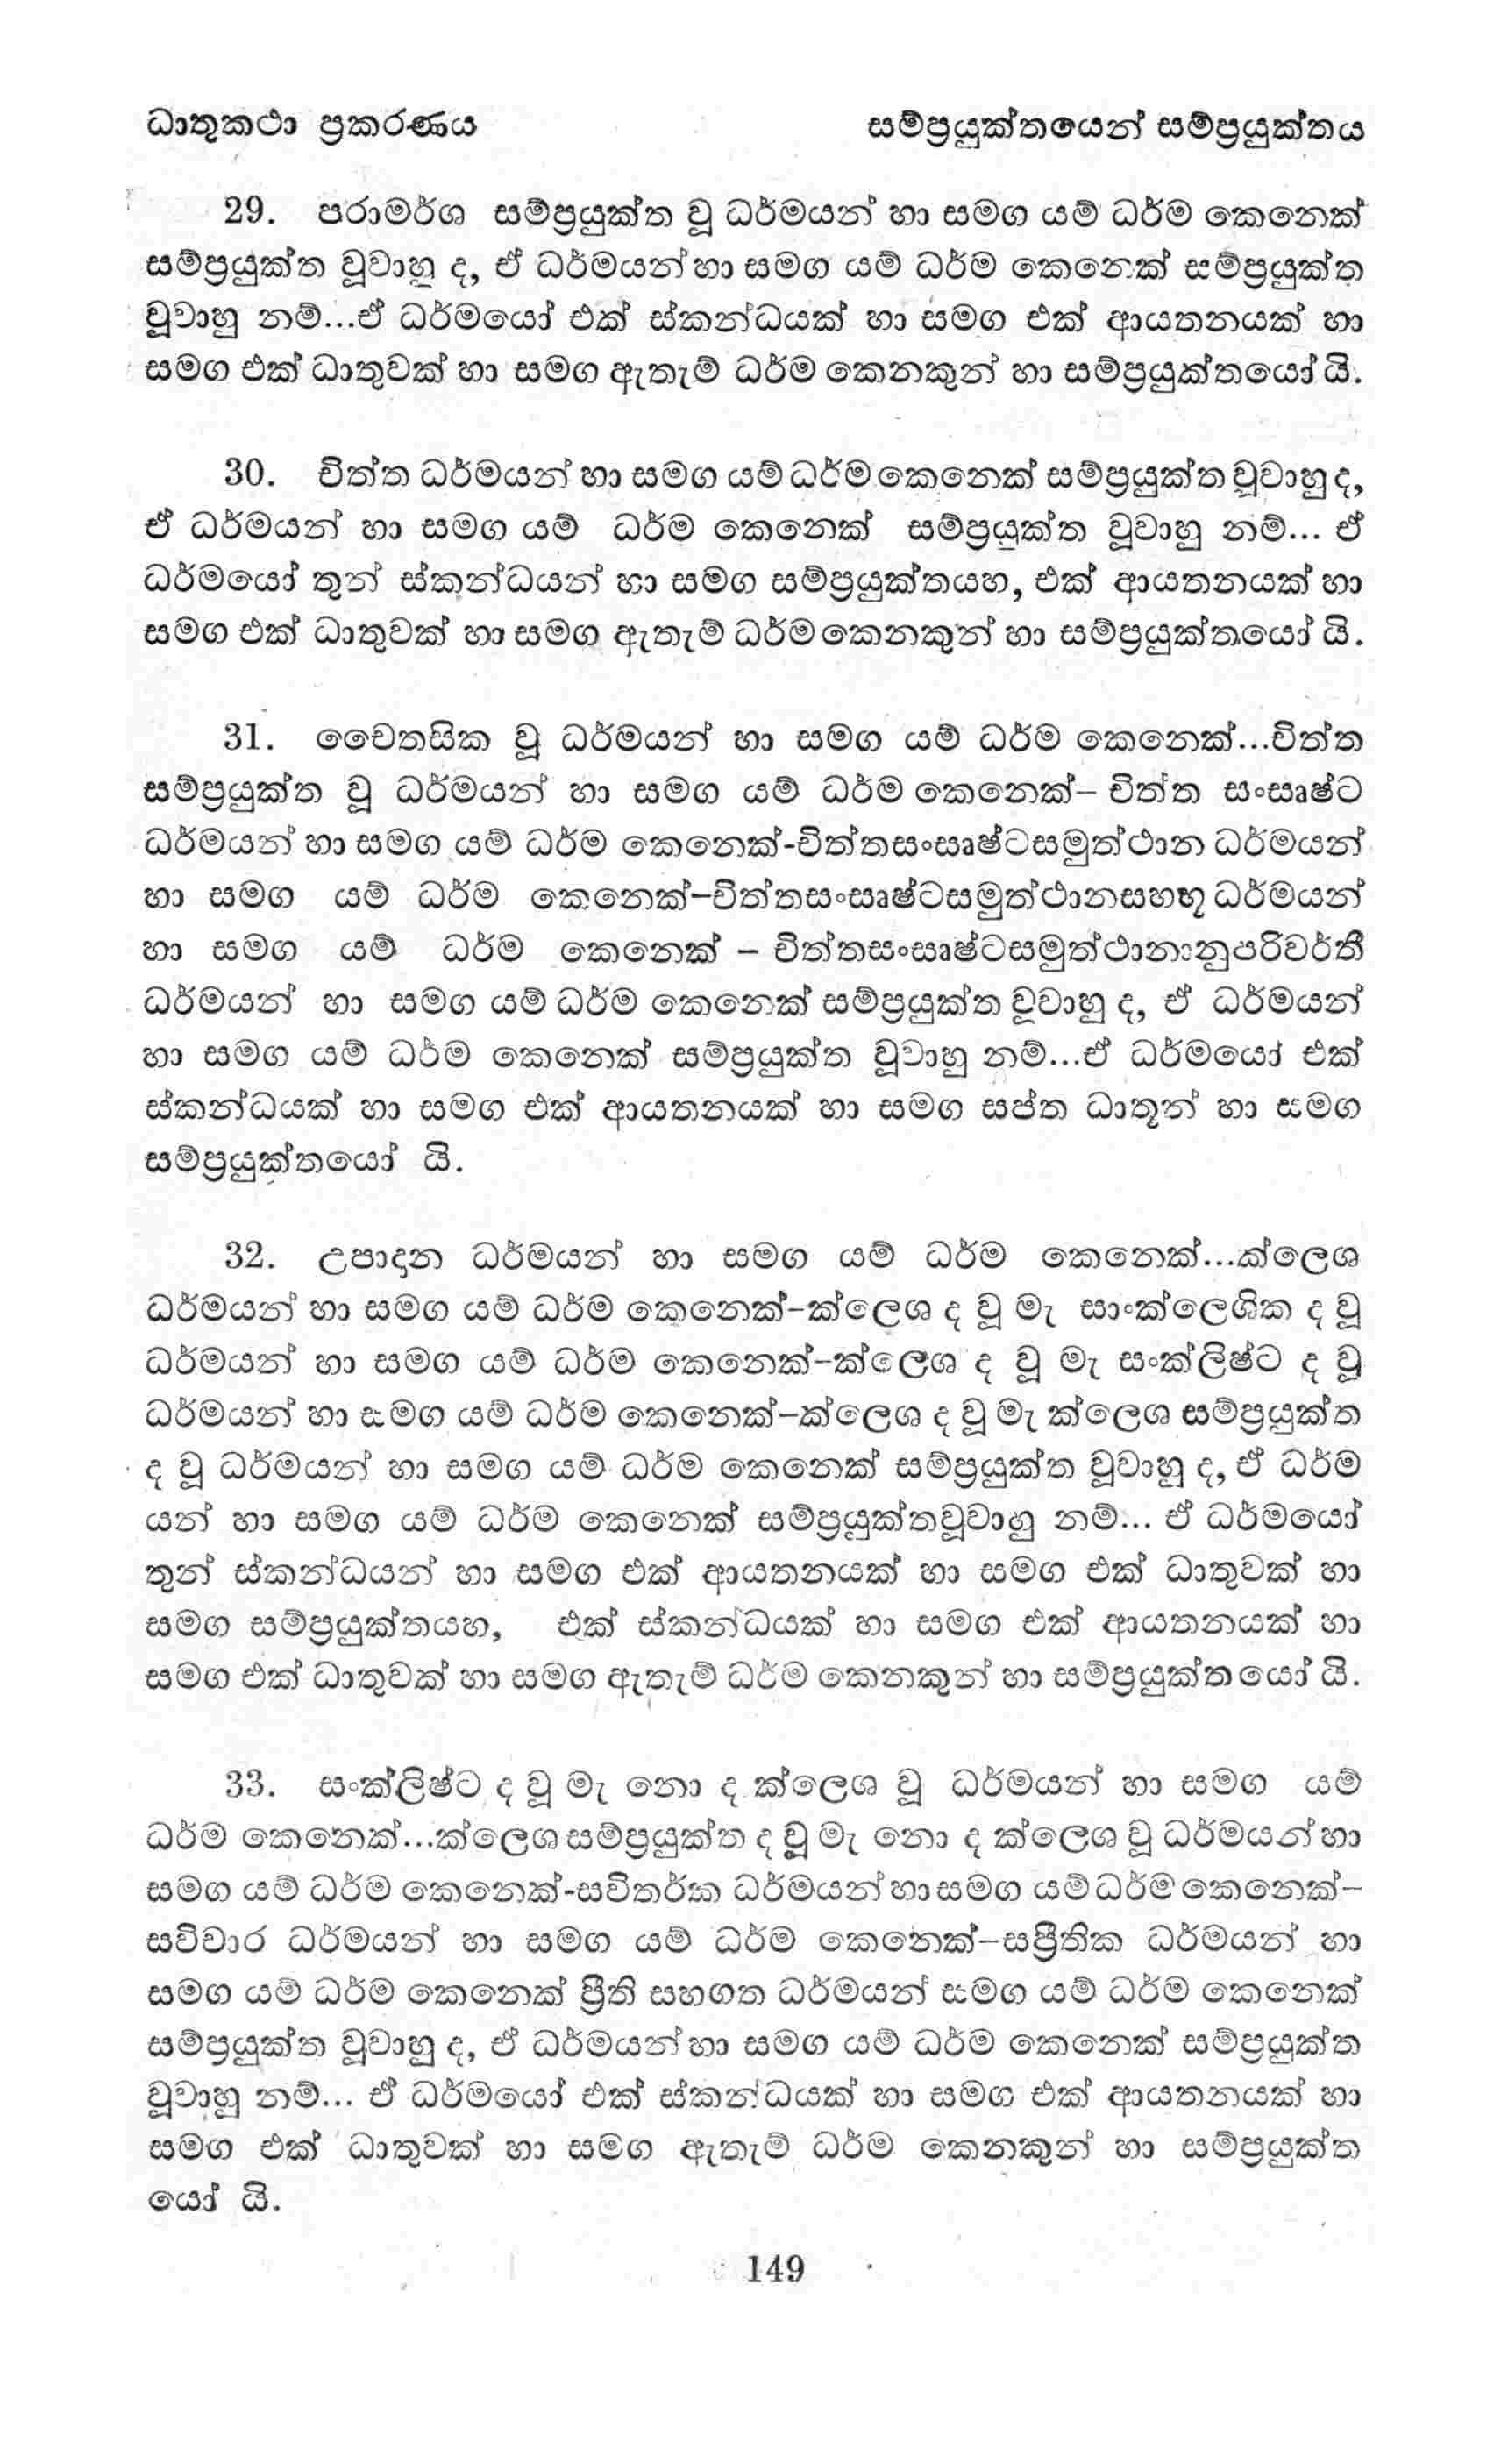 ධාතුකථා ප්‍රකරණය සම්ප්‍රයුක්තයෙන් සම්ප්‍රයුක්තය
29. පරාමර්ශ සම්ප්‍රයුක්ත වූ ධර්මයන් හා සමග යම් ධර්ම කෙනෙක්
සම්ප්‍රයුක්ත වූවාහු ද, ඒ ධර්මයන් හා සමග යම් ධර්ම කෙනෙක් සම්ප්‍රයුක්ත
වූවාහු නම්...ඒ ධර්මයෝ එක් ස්කන්ධයක් හා සමග එක් ආයතනයක් හා
සමග එක් ධාතුවක් හා සමග ඇතැම් ධර්ම කෙනකුන් හා සම්ප්‍රයුක්තයෝ යි.
30. චිත්ත ධර්මයන් හා සමග යම් ධර්ම කෙනෙක් සම්ප්‍රයුක්ත වූවාහු ද,
ඒ ධර්මයන් හා සමග යම් ධර්ම කෙනෙක් සම්ප්‍රයුක්ත වූවාහු නම්... ඒ
ධර්මයෝ තුන් ස්කන්ධයන් හා සමග සම්ප්‍රයුක්තයහ, එක් ආයතනයක් හා
සමග එක් ධාතුවක් හා සමග ඇතැම් ධර්ම කෙනකුන් හා සම්ප්‍රයුක්තයෝ යි.
31. චෛතසික වූ ධර්මයන් හා සමග යම් ධර්ම කෙනෙක්...චිත්ත
සම්ප්‍රයුක්ත වූ ධර්මයන් හා සමග යම් ධර්ම කෙනෙක්– චිත්ත සංසෘෂ්ට
ධර්මයන් හා සමග යම් ධර්ම කෙනෙක්-චිත්තසංසෘෂ්ටසමුත්ථාන ධර්මයන්
හා සමග යම් ධර්ම කෙනෙක්–චිත්තසංසෘෂ්ටසමුත්ථානසහභූ ධර්මයන්
හා සමග යම් ධර්ම කෙනෙක් – චිත්තසංසෘෂ්ටසමුත්ථානානුපරිවර්තී
ධර්මයන් හා සමග යම් ධර්ම කෙනෙක් සම්ප්‍රයුක්ත වූවාහු ද, ඒ ධර්මයන්
හා සමග යම් ධර්ම කෙනෙක් සම්ප්‍රයුක්ත වූවාහු නම්...ඒ ධර්මයෝ එක්
ස්කන්ධයක් හා සමග එක් ආයතනයක් හා සමග සප්ත ධාතූන් හා සමග
සම්ප්‍රයුක්තයෝ යි.
32. උපාදාන ධර්මයන් හා සමග යම් ධර්ම කෙනෙක්...ක්ලෙශ
ධර්මයන් හා සමග යම් ධර්ම කෙනෙක්–ක්ලෙශ ද වූ මැ සාංක්ලෙශික ද වූ
ධර්මයන් හා සමග යම් ධර්ම කෙනෙක්–ක්ලෙශ ද වූ මැ සංක්ලිෂ්ට ද වූ
ධර්මයන් හා සමග යම් ධර්ම කෙනෙක්–ක්ලෙශ ද වූ මැ ක්ලෙශ සම්ප්‍රයුක්ත
ද වූ ධර්මයන් හා සමග යම් ධර්ම කෙනෙක් සම්ප්‍රයුක්ත වූවාහු ද, ඒ ධර්ම
යන් හා සමග යම් ධර්ම කෙනෙක් සම්ප්‍රයුක්තවූවාහු නම්... ඒ ධර්මයෝ
තුන් ස්කන්ධයන් හා සමග එක් ආයතනයක් හා සමග එක් ධාතුවක් හා
සමග සම්ප්‍රයුක්තයහ, එක් ස්කන්ධයක් හා සමග එක් ආයතනයක් හා
සමග එක් ධාතුවක් හා සමග ඇතැම් ධර්ම කෙනකුන් හා සම්ප්‍රයුක්තයෝ යි.
33. සංක්ලිෂ්ට ද වූ මැ නො ද ක්ලෙශ වූ ධර්මයන් හා සමග යම්
ධර්ම කෙනෙක්...ක්ලෙශ සම්ප්‍රයුක්ත ද වූ මැ නො ද ක්ලෙශ වූ ධර්මයන් හා
සමග යම් ධර්ම කෙනෙක්-සවිතර්ක ධර්මයන් හා සමග යම් ධර්ම කෙනෙක්–
සවිචාර ධර්මයන් හා සමග යම් ධර්ම කෙනෙක්–සප්‍රීතික ධර්මයන් හා
සමග යම් ධර්ම කෙනෙක් ප්‍රීති සහගත ධර්මයන් සමග යම් ධර්ම කෙනෙක්
සම්ප්‍රයුක්ත වූවාහු ද, ඒ ධර්මයන් හා සමග යම් ධර්ම කෙනෙක් සම්ප්‍රයුක්ත
වූවාහු නම්... ඒ ධර්මයෝ එක් ස්කන්ධයක් හා සමග එක් ආයතනයක් හා
සමග එක් ධාතුවක් හා සමග ඇතැම් ධර්ම කෙනකුන් හා සම්ප්‍රයුක්ත
යෝ යි.
149